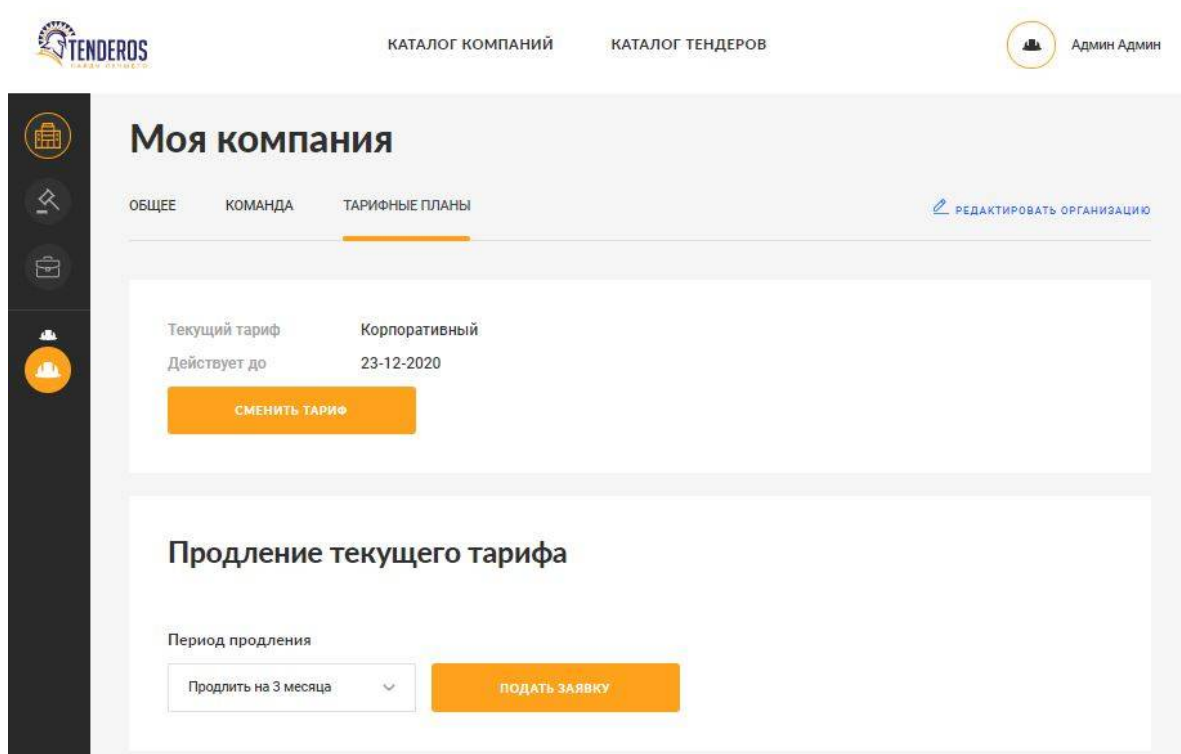 TENDEROS
КАТАЛОГ КОМПАНИЙ
КАТАЛОГ ТЕНДЕРОВ
Админ Админ
Моя компания
ОБЩЕЕ
КОМАНДА
ТАРИФНЫЕ ПЛАНЫ
РЕДАКТИРОВАТЬ ОРГАНИЗАЦИЮ
Текущий тариф Корпоративный
Действует до 23-12-2020
СМЕНИТЬ ТАРИФ
Продление текущего тарифа
Период продления
Продлить на 3 месяца
ПОДАТЬ ЗАЯВКУ